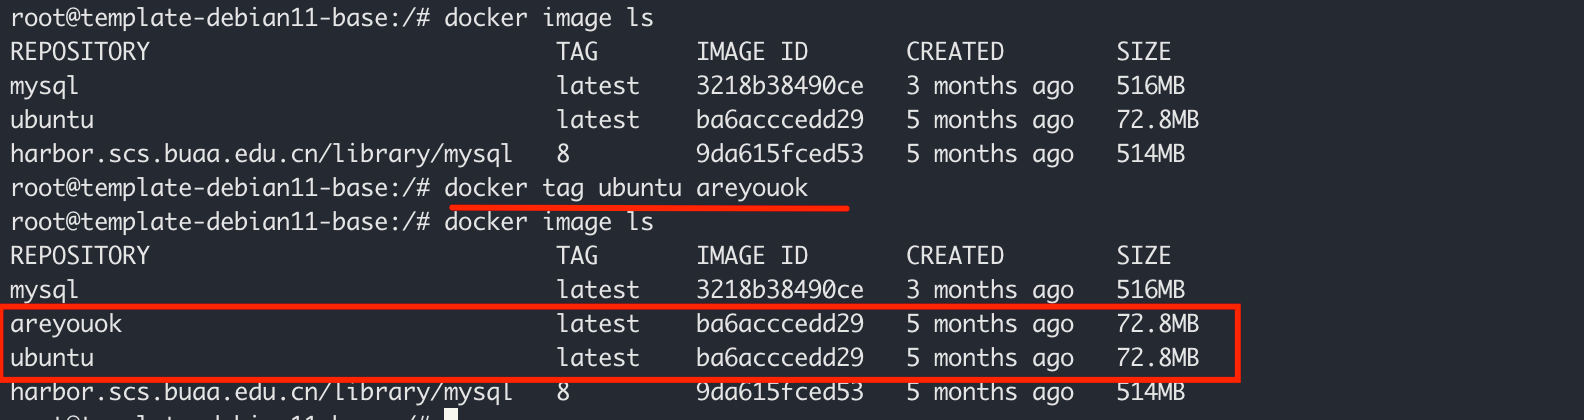 root@template-debian11-base:/# docker image ls
REPOSITORY TAG IMAGE ID CREATED SIZE
mysql latest 3218b38490ce 3 months ago 516MB
ubuntu latest ba6acccedd29 5 months ago 72.8MB
harbor.scs.buaa.edu.cn/library/mysql 8 9da615fced53 5 months ago 514MB
root@template-debian11-base:/# docker tag ubuntu areyouok
root@template-debian11-base:/# docker image ls
REPOSITORY TAG IMAGE ID CREATED SIZE
mysql latest 3218b38490ce 3 months ago 516MB
areyouok latest ba6acccedd29 5 months ago 72.8MB
ubuntu latest ba6acccedd29 5 months ago 72.8MB
harbor.scs.buaa.edu.cn/library/mysql 8 9da615fced53 5 months ago 514MB
root@template-debian11-base:/#